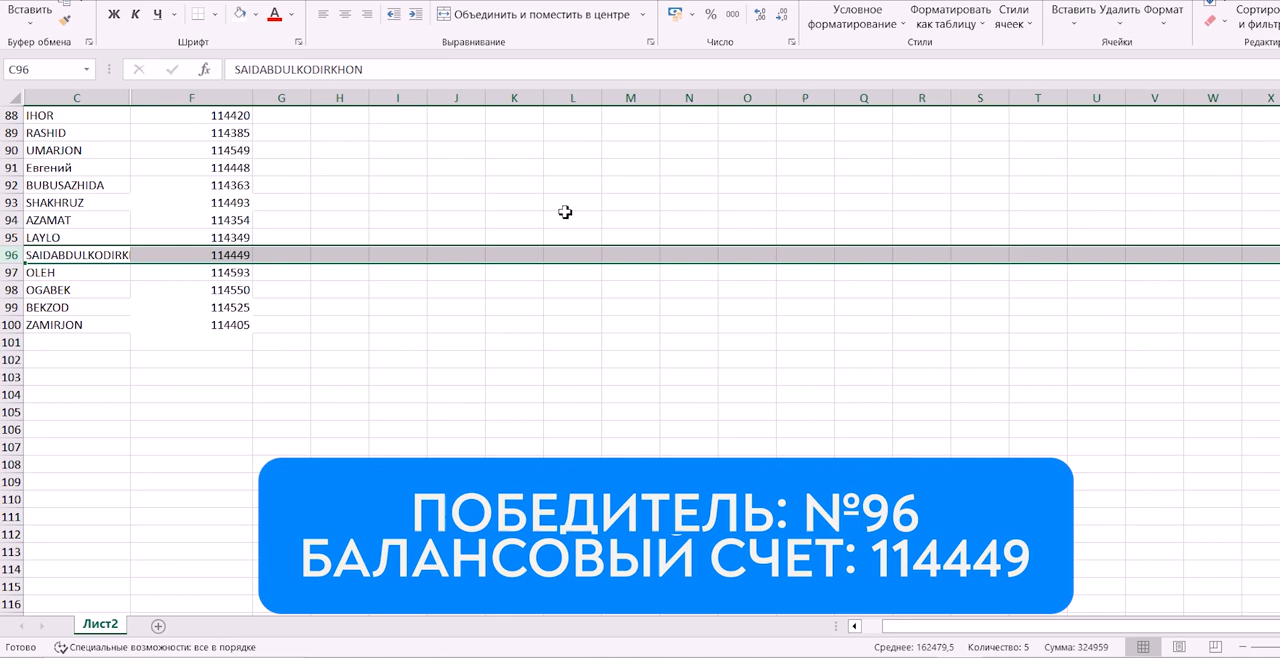 Вставить
Ж К Ч А
Объединить и поместить в центре
% 000
Условное форматирование
Форматировать как таблицу
Стили ячеек
Вставить Удалить Формат
Буфер обмена Шрифт Выравнивание Число Стили Ячейки
C96 fx SAIDABDULKODIRKHON
C F G H I J K L M N O P Q R S T U V W X
88 IHOR 114420
89 RASHID 114385
90 UMARJON 114549
91 Евгений 114448
92 BUBUSAZHIDA 114363
93 SHAKHRUZ 114493
94 AZAMAT 114354
95 LAYLO 114349
96 SAIDABDULKODIRK 114449
97 OLEH 114593
98 OGABEK 114550
99 BEKZOD 114525
100 ZAMIRJON 114405
101
102
103
104
105
106
107
108
109
110
111
112
113
114
115
116
ПОБЕДИТЕЛЬ: №96
БАЛАНСОВЫЙ СЧЕТ: 114449
Лист2
Готово Специальные возможности: все в порядке Среднее: 162479,5 Количество: 5 Сумма: 324959